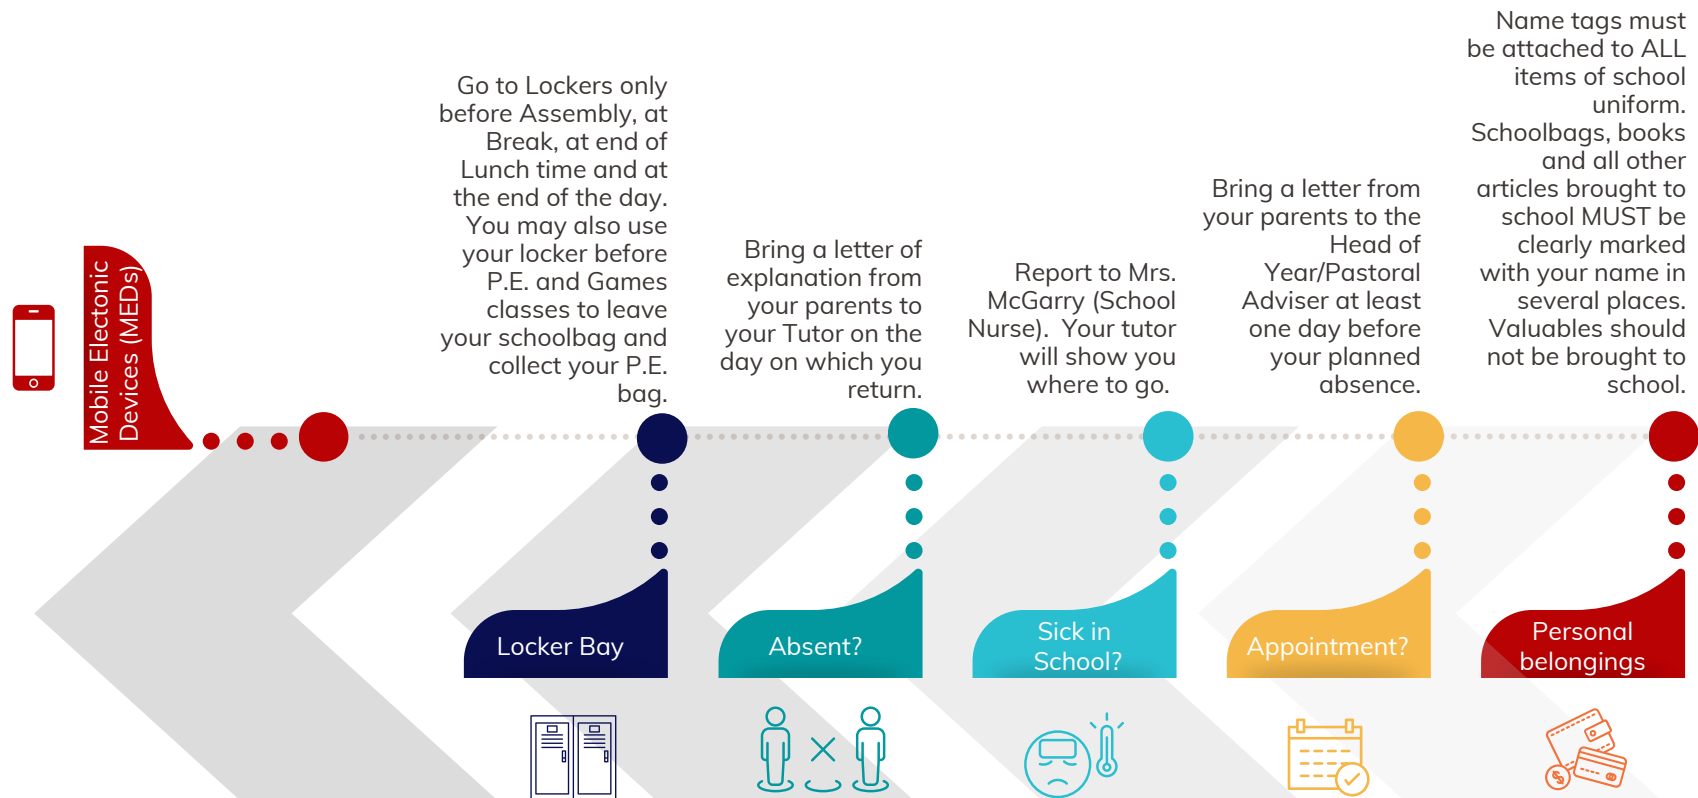 Mobile Electonic
Devices (MEDs)
Go to Lockers only
before Assembly, at
Break, at end of
Lunch time and at
the end of the day.
You may also use
your locker before
P.E. and Games
classes to leave
your schoolbag and
collect your P.E.
bag.
Locker Bay
Bring a letter of
explanation from
your parents to
your Tutor on the
day on which you
return.
Absent?
Report to Mrs.
McGarry (School
Nurse). Your tutor
will show you
where to go.
Sick in
School?
Bring a letter from
your parents to the
Head of
Year/Pastoral
Adviser at least
one day before
your planned
absence.
Appointment?
Name tags must
be attached to ALL
items of school
uniform.
Schoolbags, books
and all other
articles brought to
school MUST be
clearly marked
with your name in
several places.
Valuables should
not be brought to
school.
Personal
belongings
$